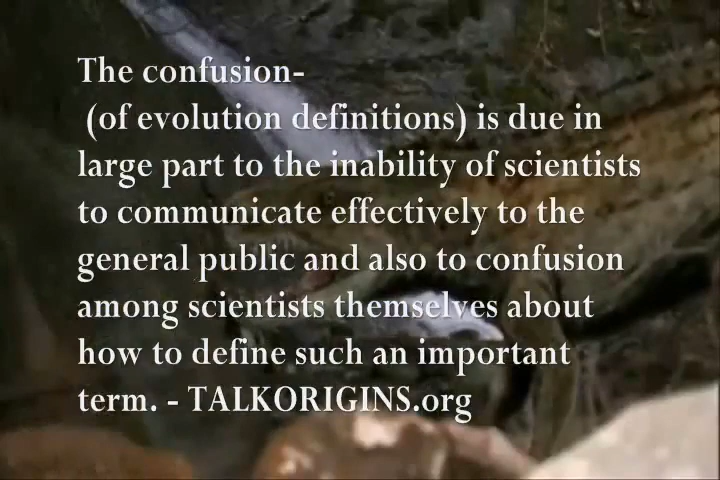 The confusion-
(of evolution definitions) is due in
large part to the inability of scientists
to communicate effectively to the
general public and also to confusion
among scientists themselves about
how to define such an important
term. - TALKORIGINS.org